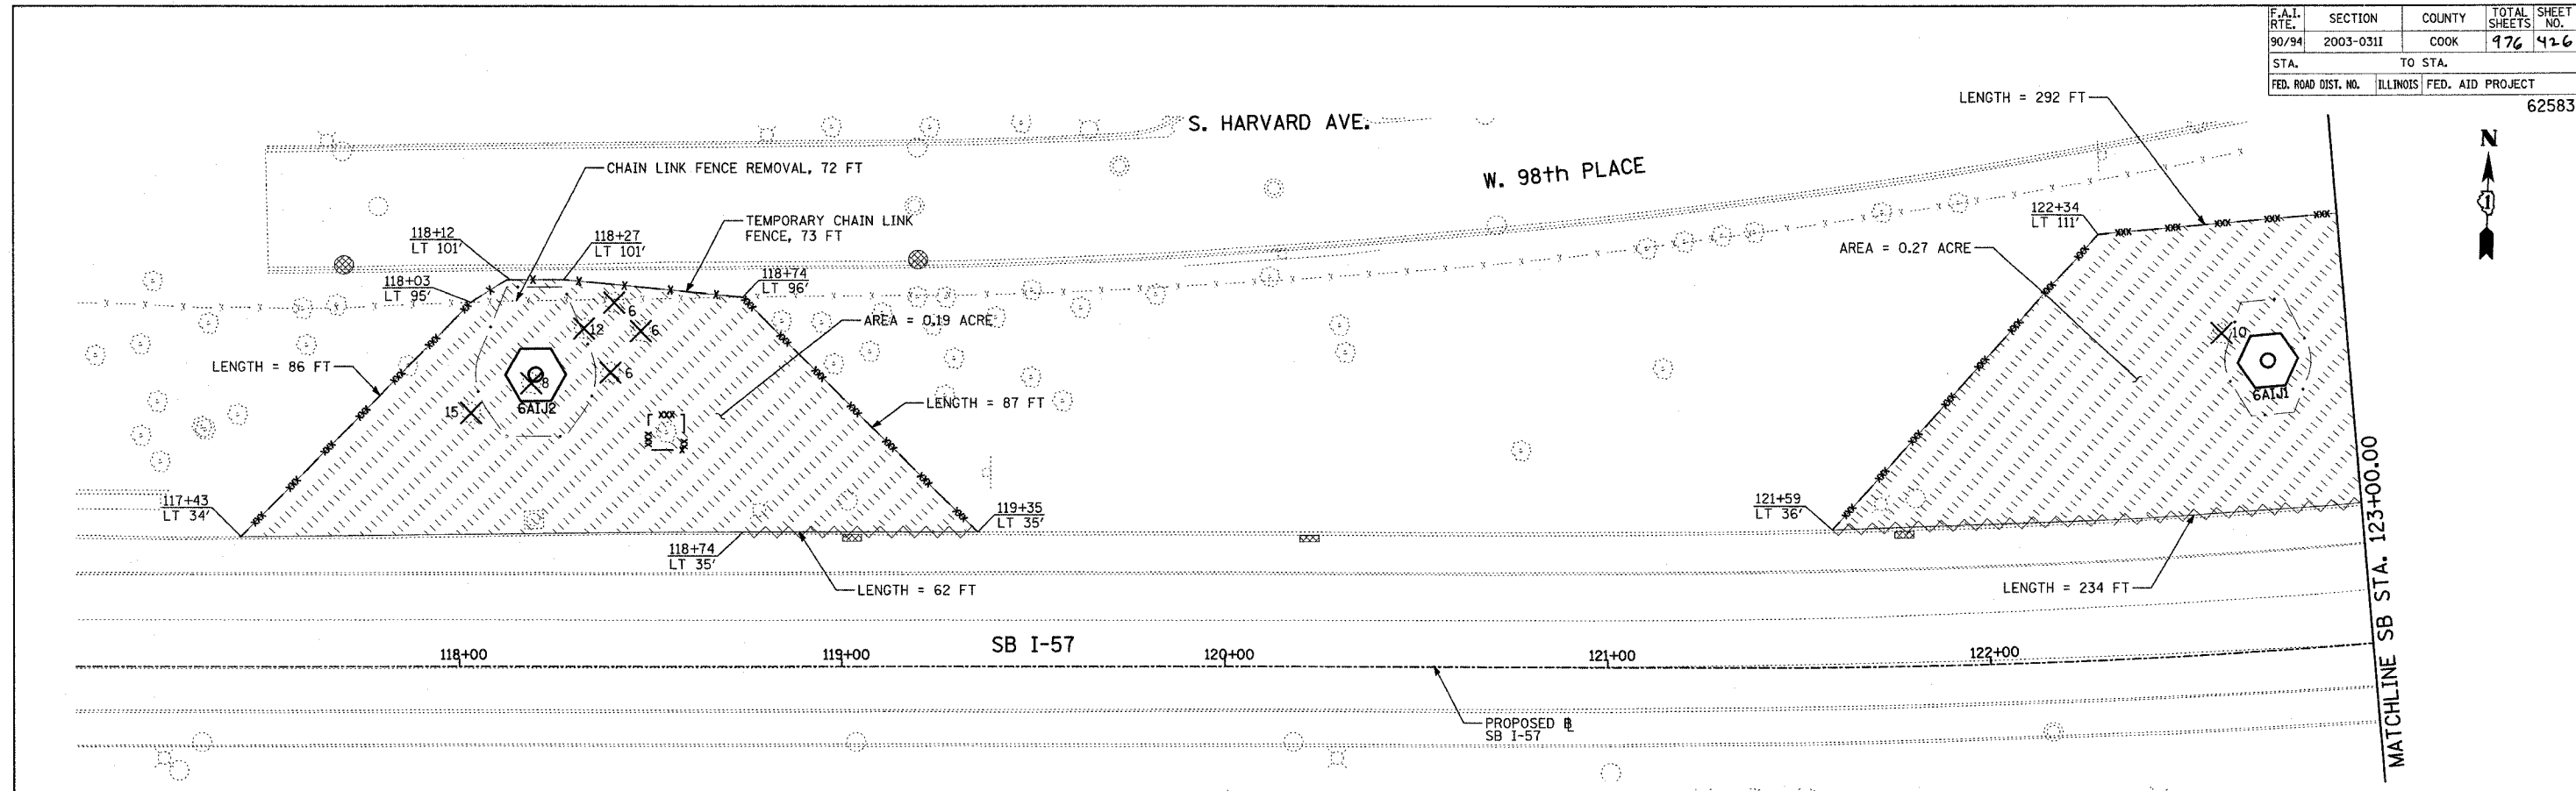 F.A.I. RTE. SECTION COUNTY TOTAL SHEETS SHEET NO.
90/94 2003-031I COOK 976 426
STA. TO STA.
FED. ROAD DIST. NO. ILLINOIS FED. AID PROJECT
62583
N
LENGTH = 292 FT
S. HARVARD AVE.
CHAIN LINK FENCE REMOVAL, 72 FT
W. 98th PLACE
TEMPORARY CHAIN LINK
FENCE, 73 FT
118+12
LT 101'
118+27
LT 101'
122+34
LT 111'
AREA = 0.27 ACRE
118+03
LT 95'
118+74
LT 96'
6
12
6
AREA = 0.19 ACRE
10
LENGTH = 86 FT
6
8
6AIJ2
15
LENGTH = 87 FT
6AIJ1
117+43
LT 34'
119+35
LT 35'
121+59
LT 36'
118+74
LT 35'
LENGTH = 62 FT
LENGTH = 234 FT
SB I-57
118+00
119+00
120+00
121+00
122+00
PROPOSED ℄
SB I-57
MATCHLINE SB STA. 123+00.00